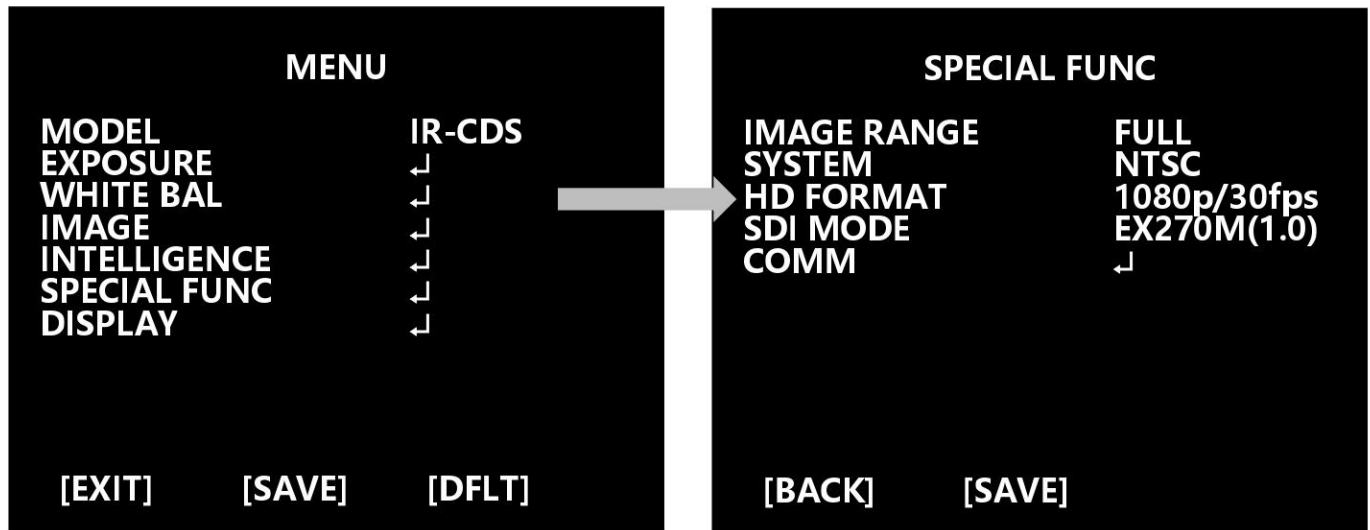 MENU
MODEL IR-CDS
EXPOSURE ↵
WHITE BAL ↵
IMAGE ↵
INTELLIGENCE ↵
SPECIAL FUNC ↵
DISPLAY ↵
[EXIT] [SAVE] [DFLT]
SPECIAL FUNC
IMAGE RANGE FULL
SYSTEM NTSC
HD FORMAT 1080p/30fps
SDI MODE EX270M(1.0)
COMM ↵
[BACK] [SAVE]